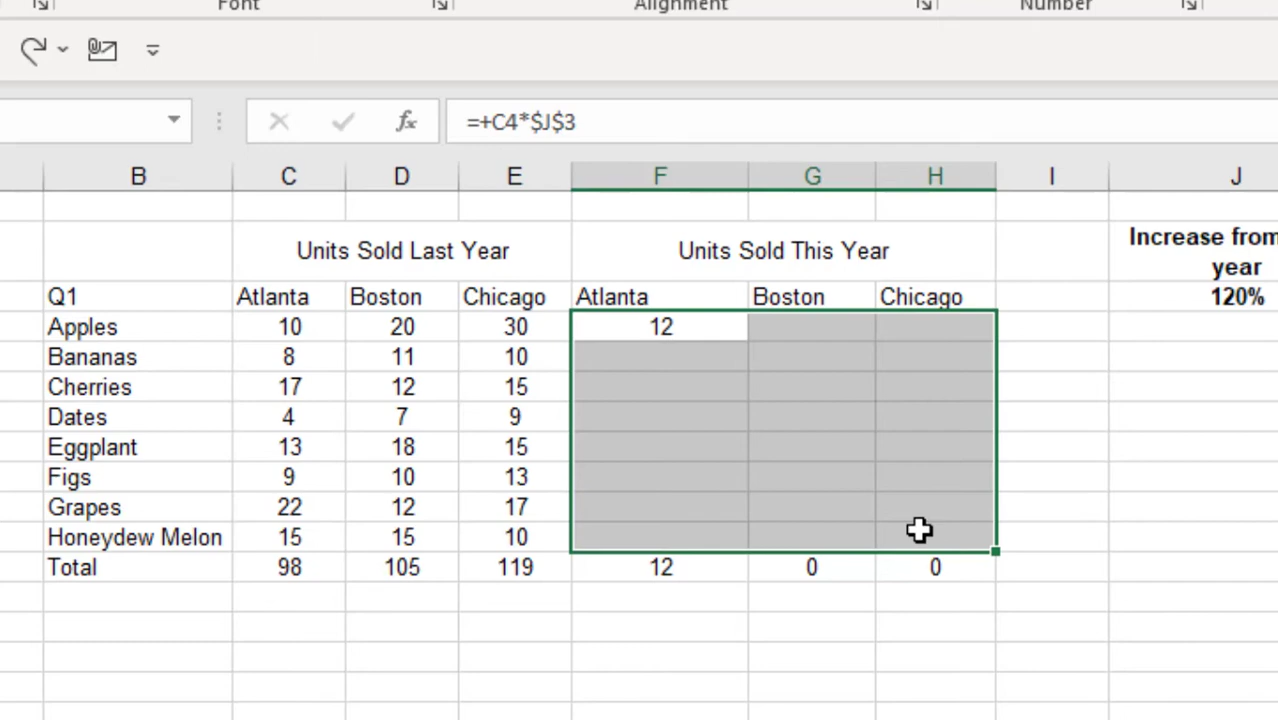 Font Alignment Number
=+C4*$J$3
B C D E F G H I J
Units Sold Last Year Units Sold This Year Increase from
year
Q1 Atlanta Boston Chicago Atlanta Boston Chicago 120%
Apples 10 20 30 12
Bananas 8 11 10
Cherries 17 12 15
Dates 4 7 9
Eggplant 13 18 15
Figs 9 10 13
Grapes 22 12 17
Honeydew Melon 15 15 10
Total 98 105 119 12 0 0